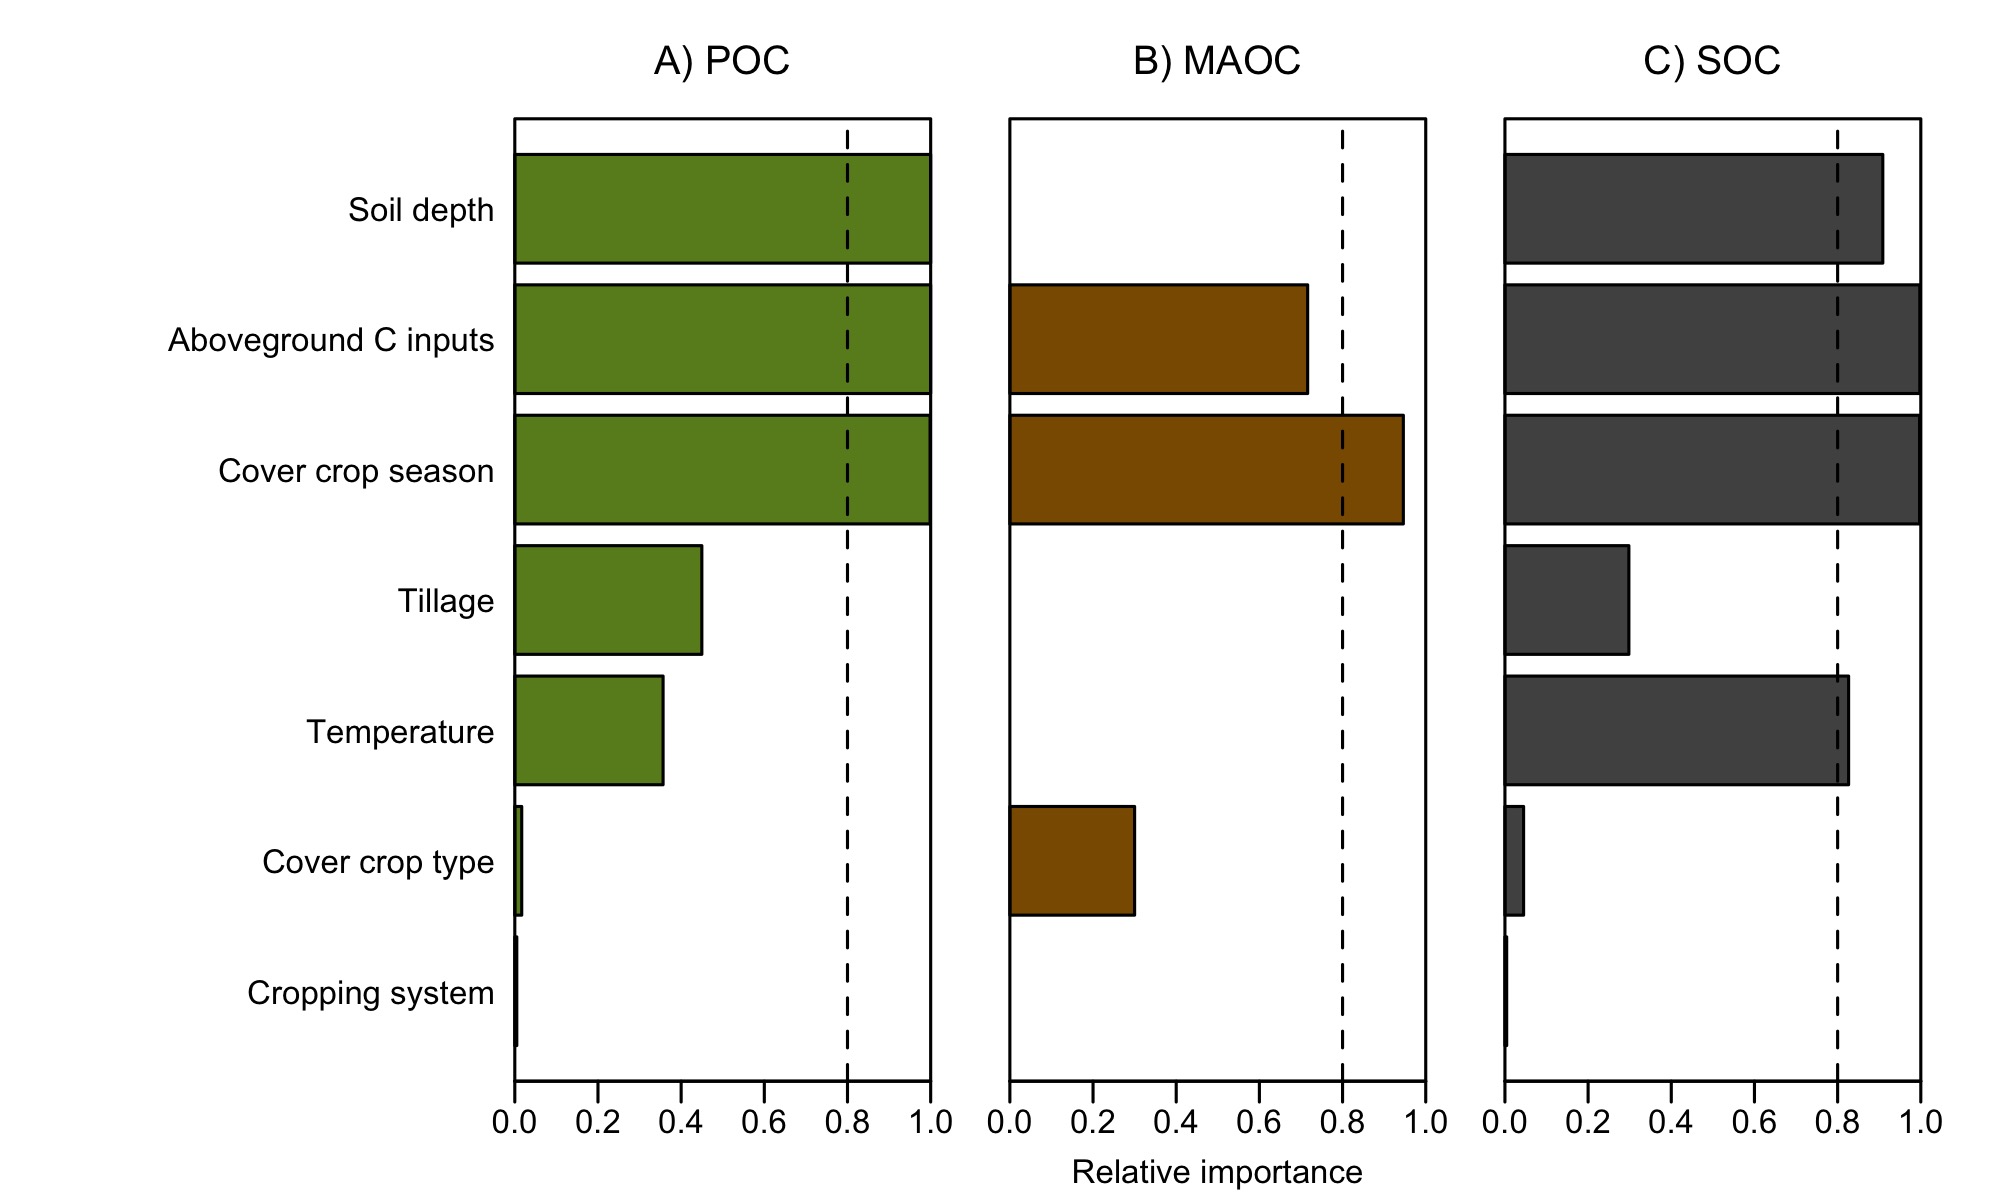 A) POC
B) MAOC
C) SOC
Soil depth
Aboveground C inputs
Cover crop season
Tillage
Temperature
Cover crop type
Cropping system
0.0 0.2 0.4 0.6 0.8 1.0 0.0 0.2 0.4 0.6 0.8 1.0 0.0 0.2 0.4 0.6 0.8 1.0
Relative importance